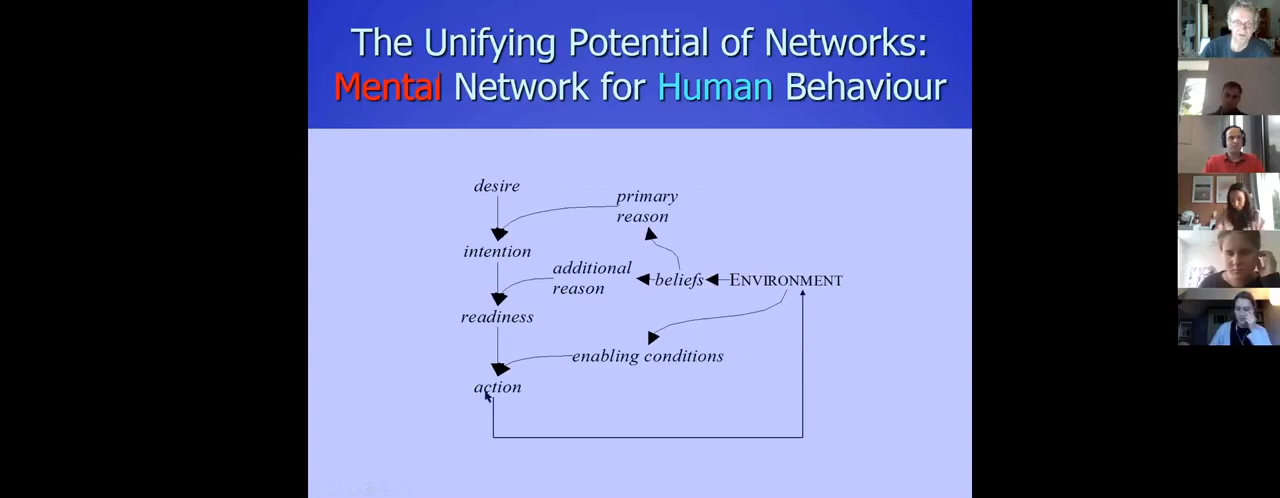 The Unifying Potential of Networks:
Mental Network for Human Behaviour
desire
primary
reason
intention
additional
reason
beliefs
ENVIRONMENT
readiness
enabling conditions
action